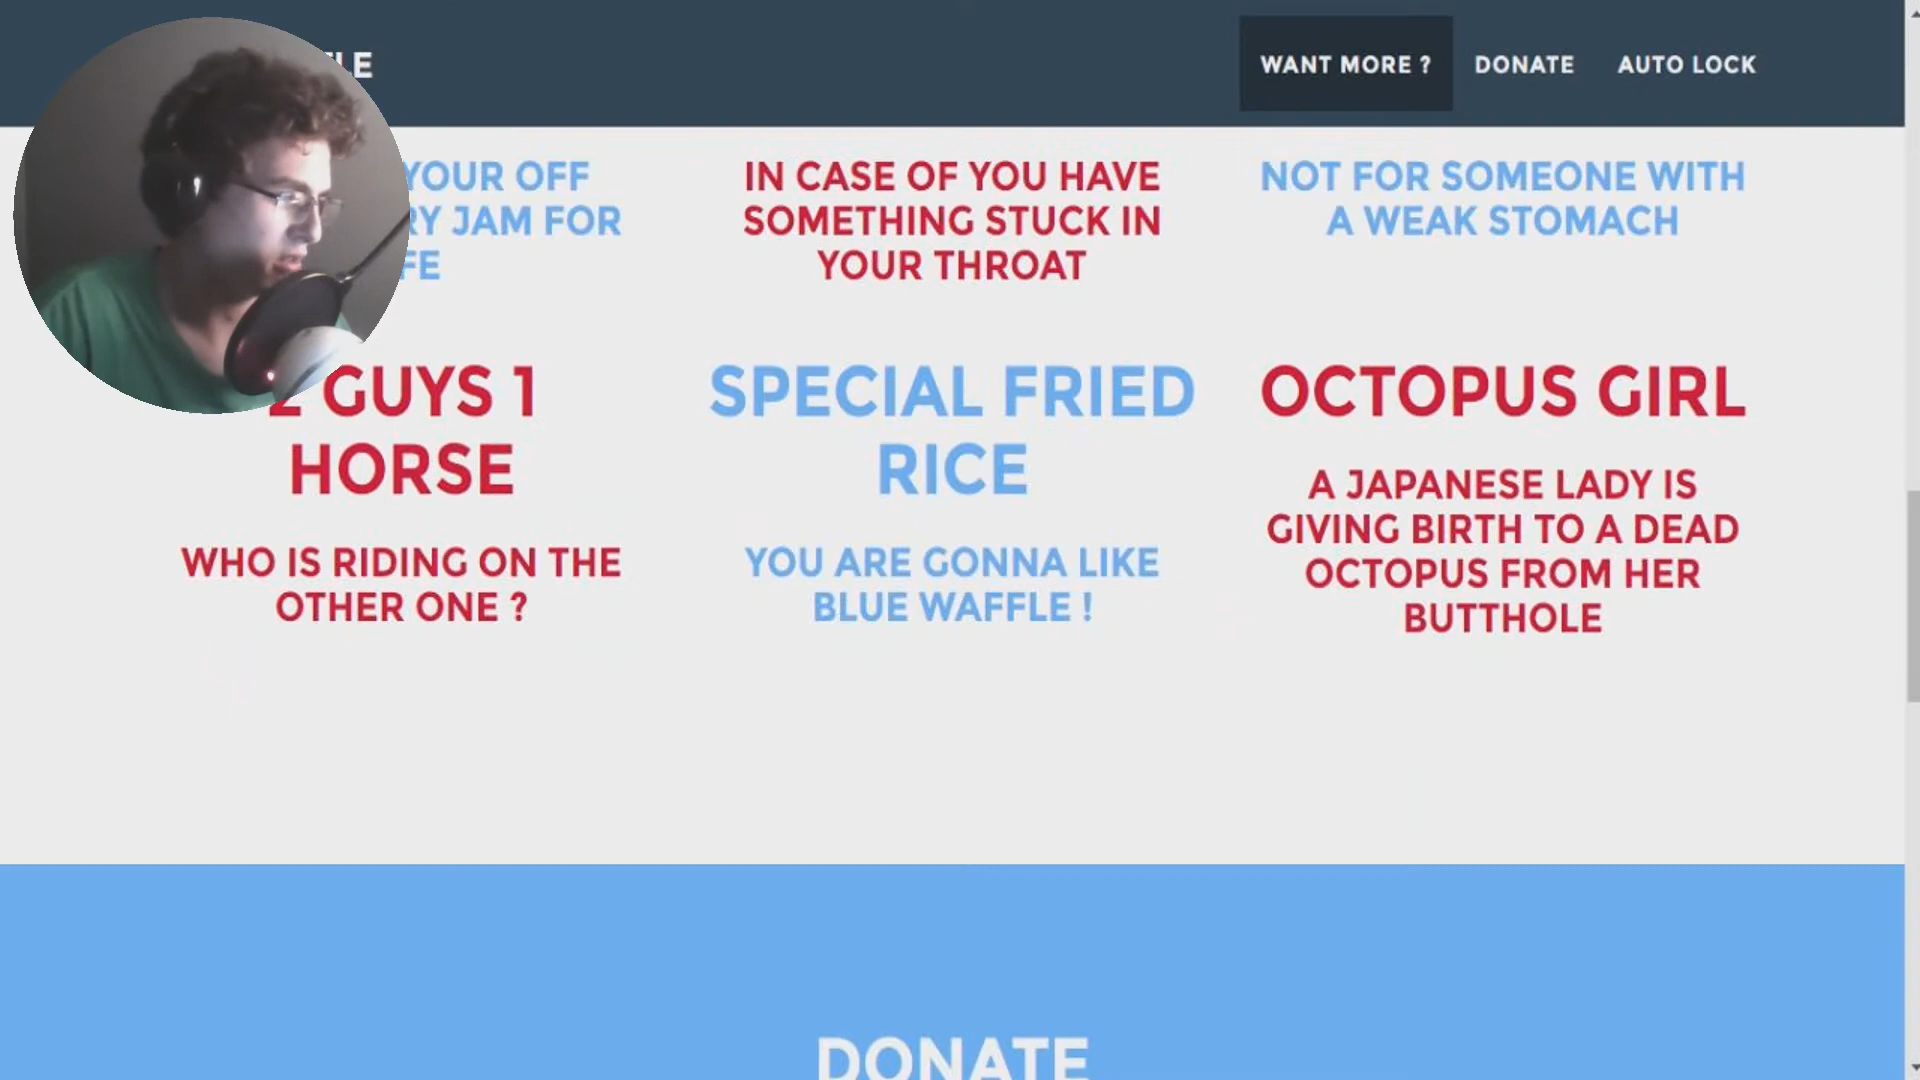 WANT MORE ? DONATE AUTO LOCK
YOUR OFF
JAM FOR
IN CASE OF YOU HAVE
SOMETHING STUCK IN
YOUR THROAT
NOT FOR SOMEONE WITH
A WEAK STOMACH
2 GUYS 1
HORSE
WHO IS RIDING ON THE
OTHER ONE ?
SPECIAL FRIED
RICE
YOU ARE GONNA LIKE
BLUE WAFFLE !
OCTOPUS GIRL
A JAPANESE LADY IS
GIVING BIRTH TO A DEAD
OCTOPUS FROM HER
BUTTHOLE
DONATE